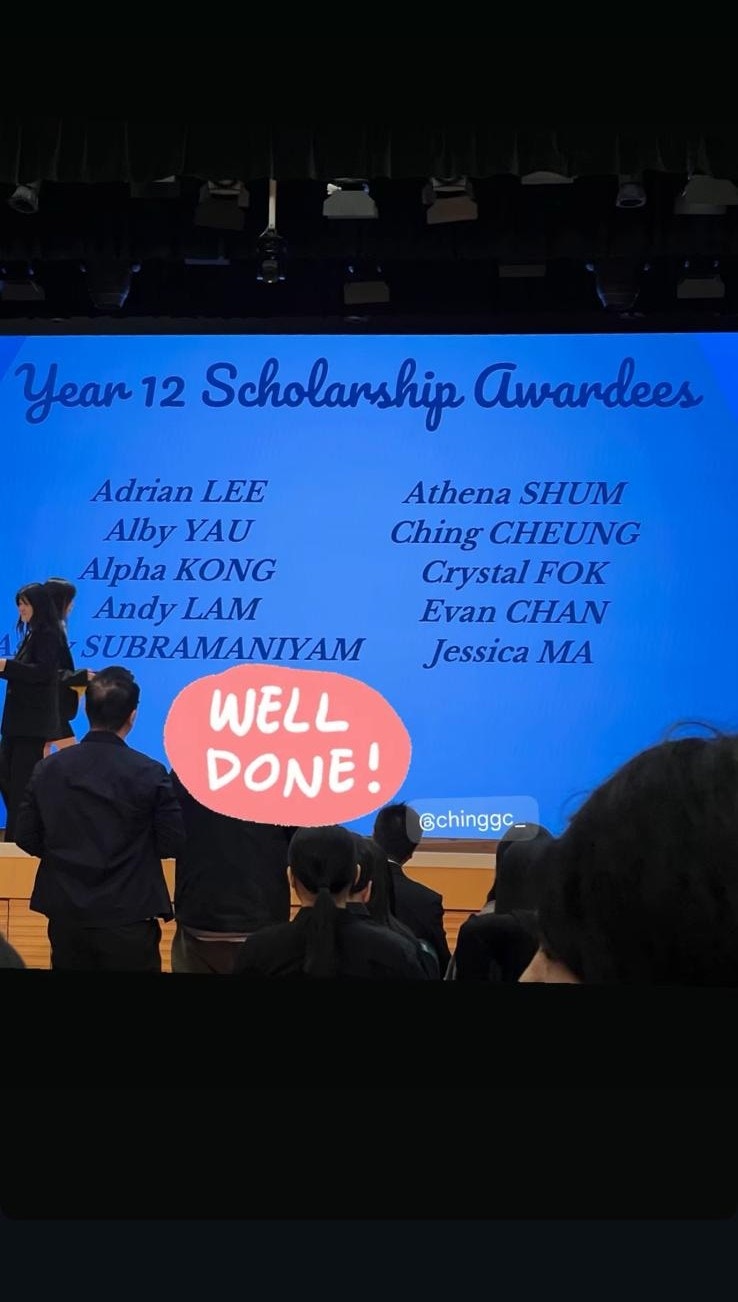 Year 12 Scholarship Awardees
Adrian LEE
Alby YAU
Alpha KONG
Andy LAM
SUBRAMANIYAM
Athena SHUM
Ching CHEUNG
Crystal FOK
Evan CHAN
Jessica MA
WELL
DONE!
@chinggc_